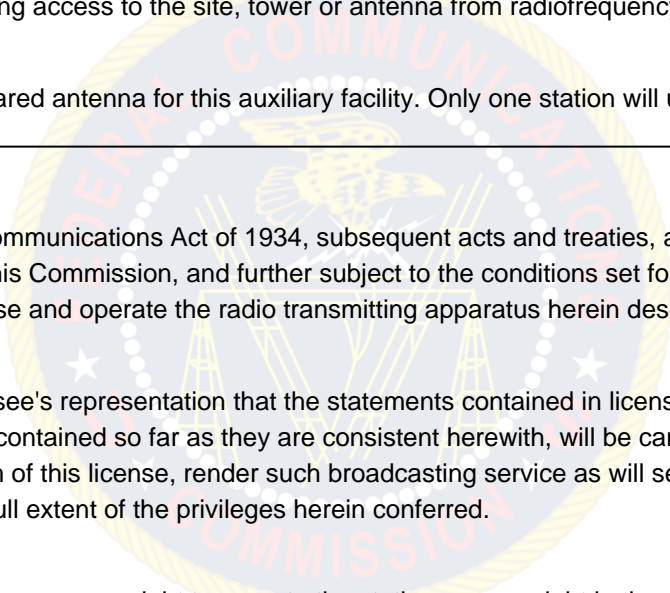 ng access to the site, tower or antenna from radiofrequency
ared antenna for this auxiliary facility. Only one station will u
ommunications Act of 1934, subsequent acts and treaties, a
his Commission, and further subject to the conditions set fo
se and operate the radio transmitting apparatus herein des
see's representation that the statements contained in licens
contained so far as they are consistent herewith, will be car
n of this license, render such broadcasting service as will se
ull extent of the privileges herein conferred.
FEDERAL COMMUNICATIONS COMMISSION